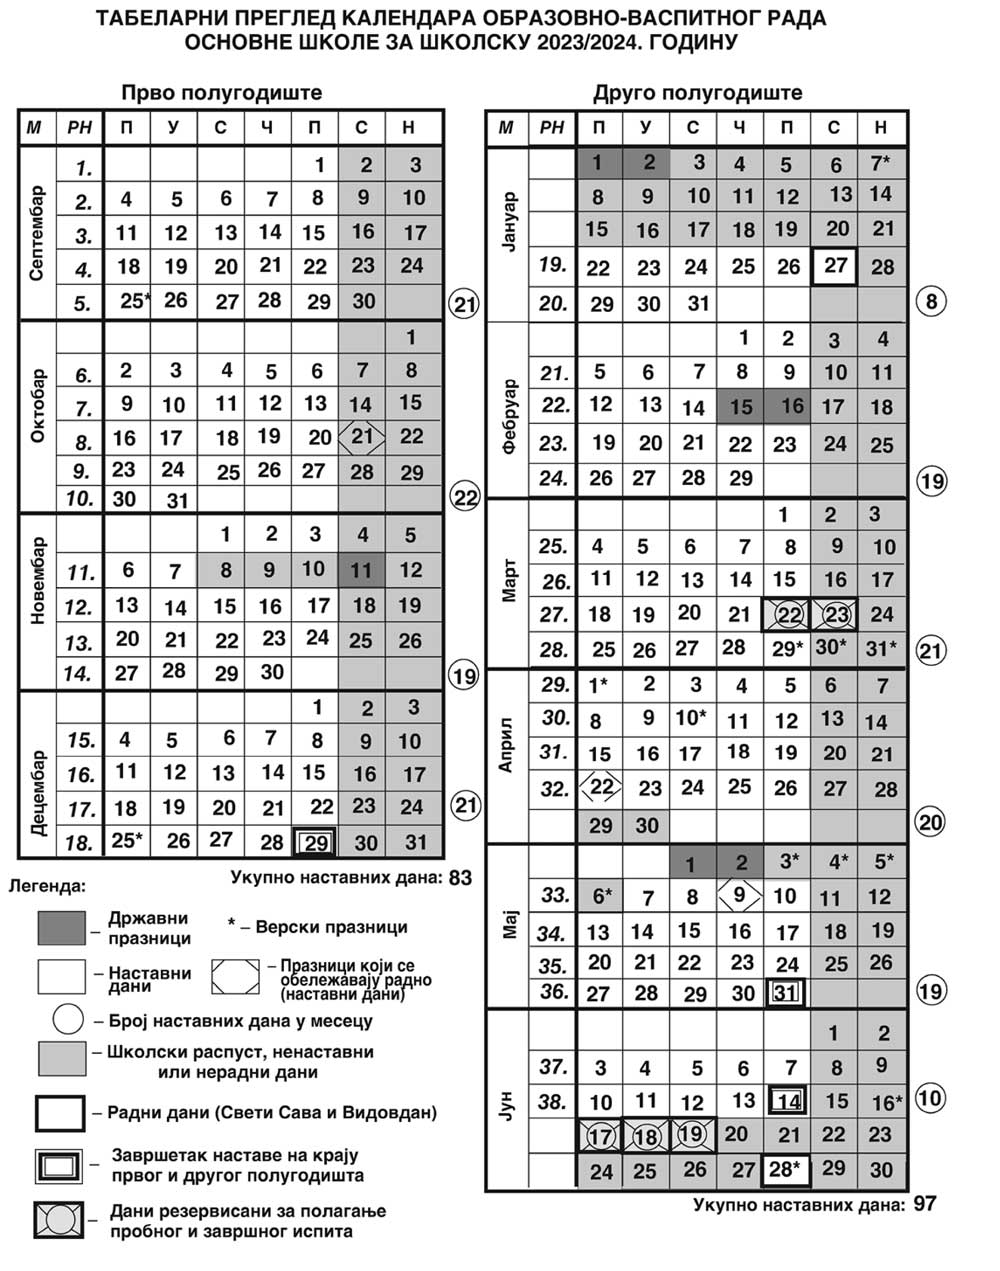 ТАБЕЛАРНИ ПРЕГЛЕД КАЛЕНДАРА ОБРАЗОВНО-ВАСПИТНОГ РАДА
ОСНОВНЕ ШКОЛЕ ЗА ШКОЛСКУ 2023/2024. ГОДИНУ
Прво полугодиште
М РН П У С Ч П С Н
Септембар
1. 1 2 3
2. 4 5 6 7 8 9 10
3. 11 12 13 14 15 16 17
4. 18 19 20 21 22 23 24
5. 25* 26 27 28 29 30
21
Октобар
1
6. 2 3 4 5 6 7 8
7. 9 10 11 12 13 14 15
8. 16 17 18 19 20 21 22
9. 23 24 25 26 27 28 29
10. 30 31
22
Новембар
1 2 3 4 5
11. 6 7 8 9 10 11 12
12. 13 14 15 16 17 18 19
13. 20 21 22 23 24 25 26
14. 27 28 29 30
19
Децембар
1 2 3
15. 4 5 6 7 8 9 10
16. 11 12 13 14 15 16 17
17. 18 19 20 21 22 23 24
18. 25* 26 27 28 29 30 31
21
Укупно наставних дана: 83
Друго полугодиште
М РН П У С Ч П С Н
Јануар
1 2 3 4 5 6 7*
8 9 10 11 12 13 14
15 16 17 18 19 20 21
19. 22 23 24 25 26 27 28
20. 29 30 31
8
Фебруар
1 2 3 4
21. 5 6 7 8 9 10 11
22. 12 13 14 15 16 17 18
23. 19 20 21 22 23 24 25
24. 26 27 28 29
19
Март
1 2 3
25. 4 5 6 7 8 9 10
26. 11 12 13 14 15 16 17
27. 18 19 20 21 22 23 24
28. 25 26 27 28 29* 30* 31*
21
Април
29. 1* 2 3 4 5 6 7
30. 8 9 10* 11 12 13 14
31. 15 16 17 18 19 20 21
32. 22 23 24 25 26 27 28
29 30
20
Мај
1 2 3* 4* 5*
33. 6* 7 8 9 10 11 12
34. 13 14 15 16 17 18 19
35. 20 21 22 23 24 25 26
36. 27 28 29 30 31
19
Јун
1 2
37. 3 4 5 6 7 8 9
38. 10 11 12 13 14 15 16*
17 18 19 20 21 22 23
24 25 26 27 28* 29 30
10
Укупно наставних дана: 97
Легенда:
– Државни
празници
* – Верски празници
– Наставни
дани
– Празници који се
обележавају радно
(наставни дани)
– Број наставних дана у месецу
– Школски распуст, ненаставни
или нерадни дани
– Радни дани (Свети Сава и Видовдан)
– Завршетак наставе на крају
првог и другог полугодишта
– Дани резервисани за полагање
пробног и завршног испита